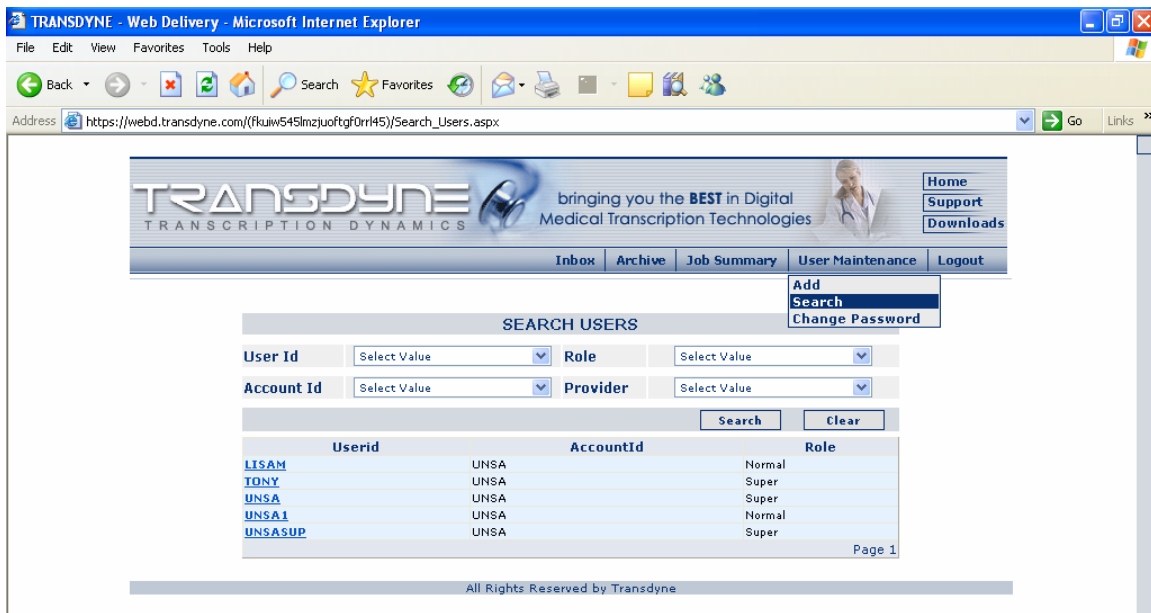 TRANSDYNE - Web Delivery - Microsoft Internet Explorer
File Edit View Favorites Tools Help
Back Search Favorites
Address https://webd.transdyne.com/(fkuiw545lmzjuoftgf0rrl45)/Search_Users.aspx Go Links »
TRANSDYNE
TRANSCRIPTION DYNAMICS
bringing you the BEST in Digital
Medical Transcription Technologies
Home
Support
Downloads
Inbox Archive Job Summary User Maintenance Logout
Add
Search
Change Password
SEARCH USERS
User Id Select Value Role Select Value
Account Id Select Value Provider Select Value
Search Clear
Userid AccountId Role
LISAM UNSA Normal
TONY UNSA Super
UNSA UNSA Super
UNSA1 UNSA Normal
UNSASUP UNSA Super
Page 1
All Rights Reserved by Transdyne